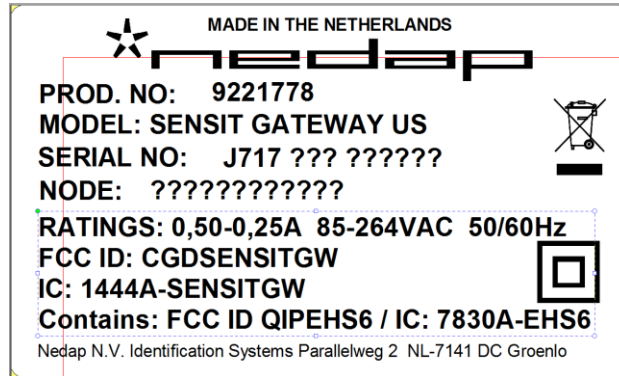 MADE IN THE NETHERLANDS
nedap
PROD. NO: 9221778
MODEL: SENSIT GATEWAY US
SERIAL NO: J717 ??? ??????
NODE: ????????????
RATINGS: 0,50-0,25A 85-264VAC 50/60Hz
FCC ID: CGDSENSITGW
IC: 1444A-SENSITGW
Contains: FCC ID QIPEHS6 / IC: 7830A-EHS6
Nedap N.V. Identification Systems Parallelweg 2 NL-7141 DC Groenlo